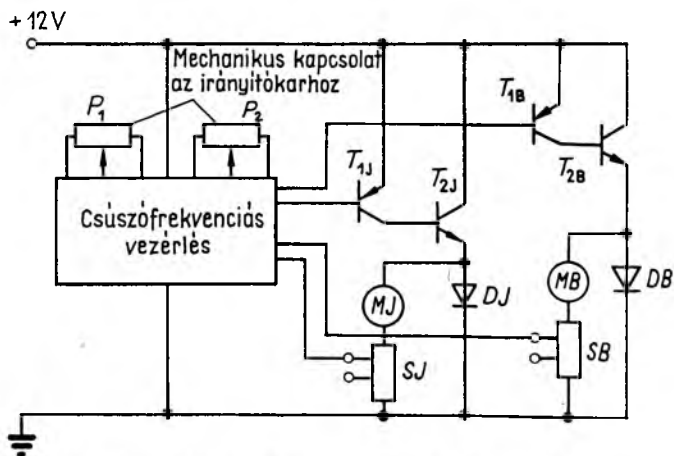 +12V
Mechanikus kapcsolat
az irányítókarhoz
P1
P2
T1B
T2B
T1J
T2J
Csúszófrekvenciás
vezérlés
MJ
DJ
MB
DB
SJ
SB